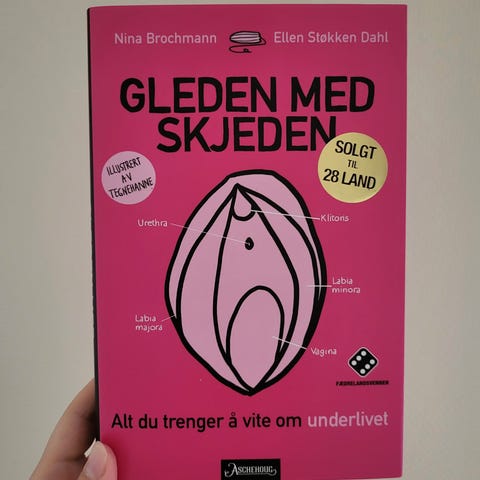 Nina Brochmann
Ellen Støkken Dahl
GLEDEN MED
SKJEDEN
ILLUSTRERT
AV
TEGNEHANNE
SOLGT
TIL
28 LAND
Urethra
Klitoris
Labia
minora
Labia
majora
Vagina
FÆDRELANDSVENNEN
Alt du trenger å vite om underlivet
ASCHEHOUG